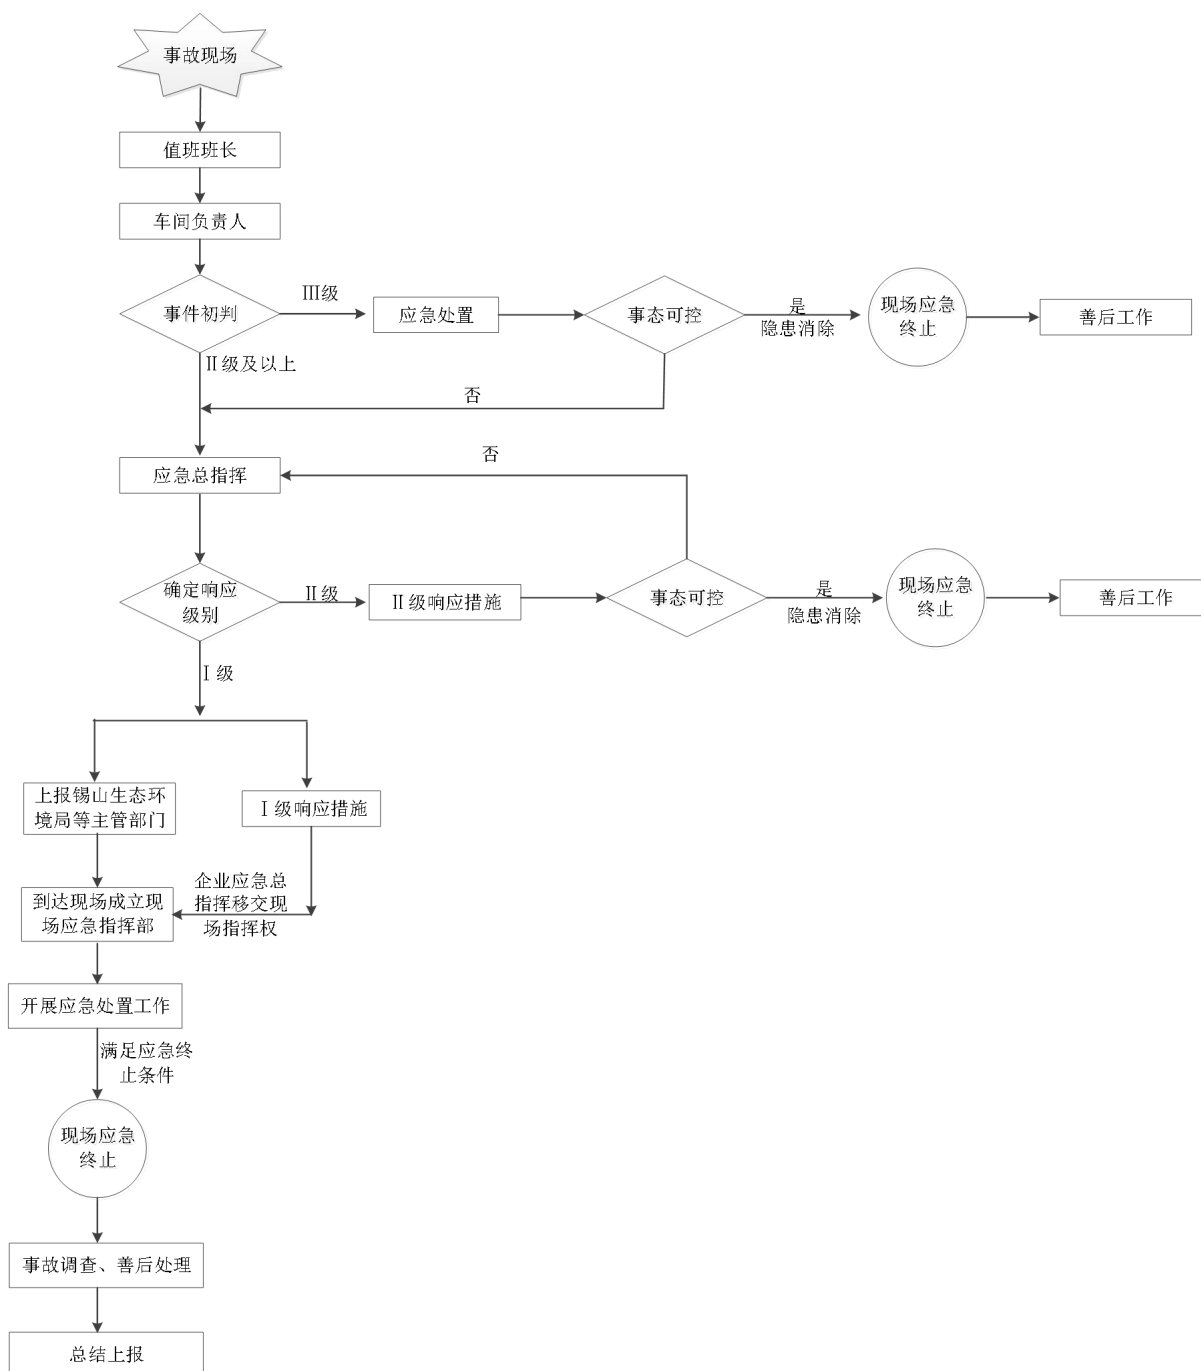 事故现场
值班班长
车间负责人
事件初判
III级
应急处置
事态可控
是
隐患消除
现场应急
终止
善后工作
II级及以上
否
应急总指挥
否
确定响应
级别
II级
II级响应措施
事态可控
是
隐患消除
现场应急
终止
善后工作
I级
上报锡山生态环
境局等主管部门
I级响应措施
企业应急总
指挥移交现
场指挥权
到达现场成立现
场应急指挥部
开展应急处置工作
满足应急终
止条件
现场应急
终止
事故调查、善后处理
总结上报